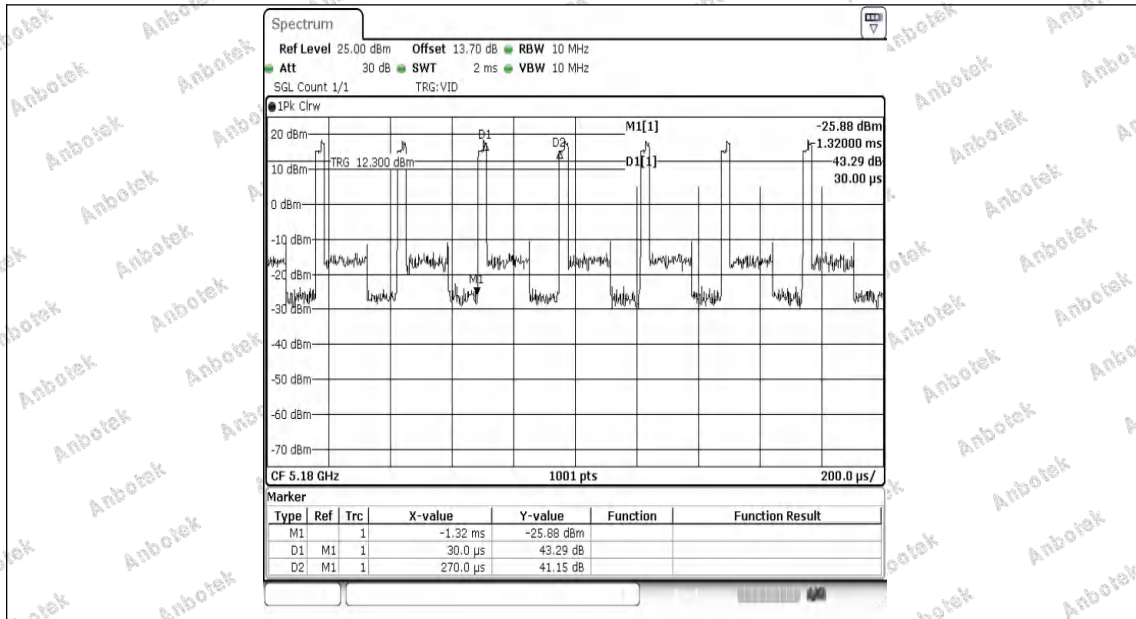 Spectrum
Ref Level 25.00 dBm Offset 13.70 dB RBW 10 MHz
Att 30 dB SWT 2 ms VBW 10 MHz
SGL Count 1/1 TRG:VID
1Pk Clrw
M1[1] -25.88 dBm
-1.32000 ms
D1[1] 43.29 dB
30.00 µs
20 dBm
D1
D2
TRG 12.300 dBm
10 dBm
0 dBm
-10 dBm
-20 dBm
M1
-30 dBm
-40 dBm
-50 dBm
-60 dBm
-70 dBm
CF 5.18 GHz 1001 pts 200.0 µs/
Marker
Type Ref Trc X-value Y-value Function Function Result
M1 1 -1.32 ms -25.88 dBm
D1 M1 1 30.0 µs 43.29 dB
D2 M1 1 270.0 µs 41.15 dB
Anbotek